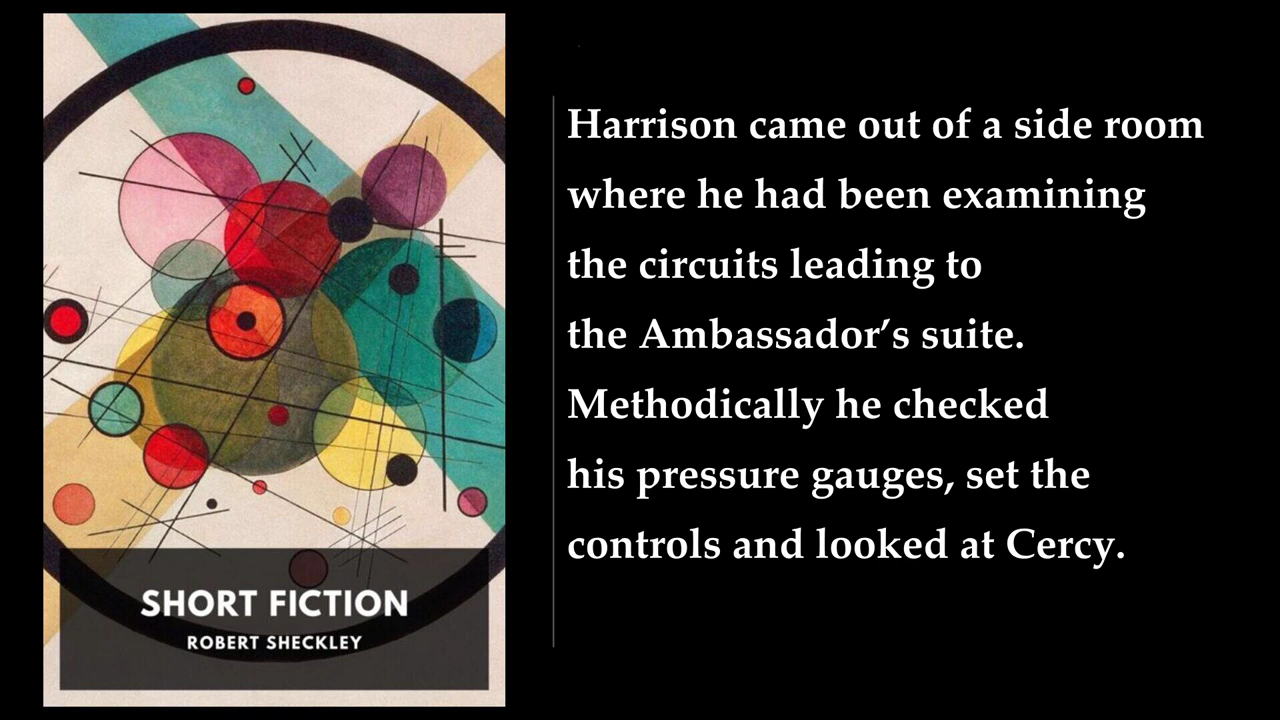 SHORT FICTION
ROBERT SHECKLEY
Harrison came out of a side room
where he had been examining
the circuits leading to
the Ambassador’s suite.
Methodically he checked
his pressure gauges, set the
controls and looked at Cercy.